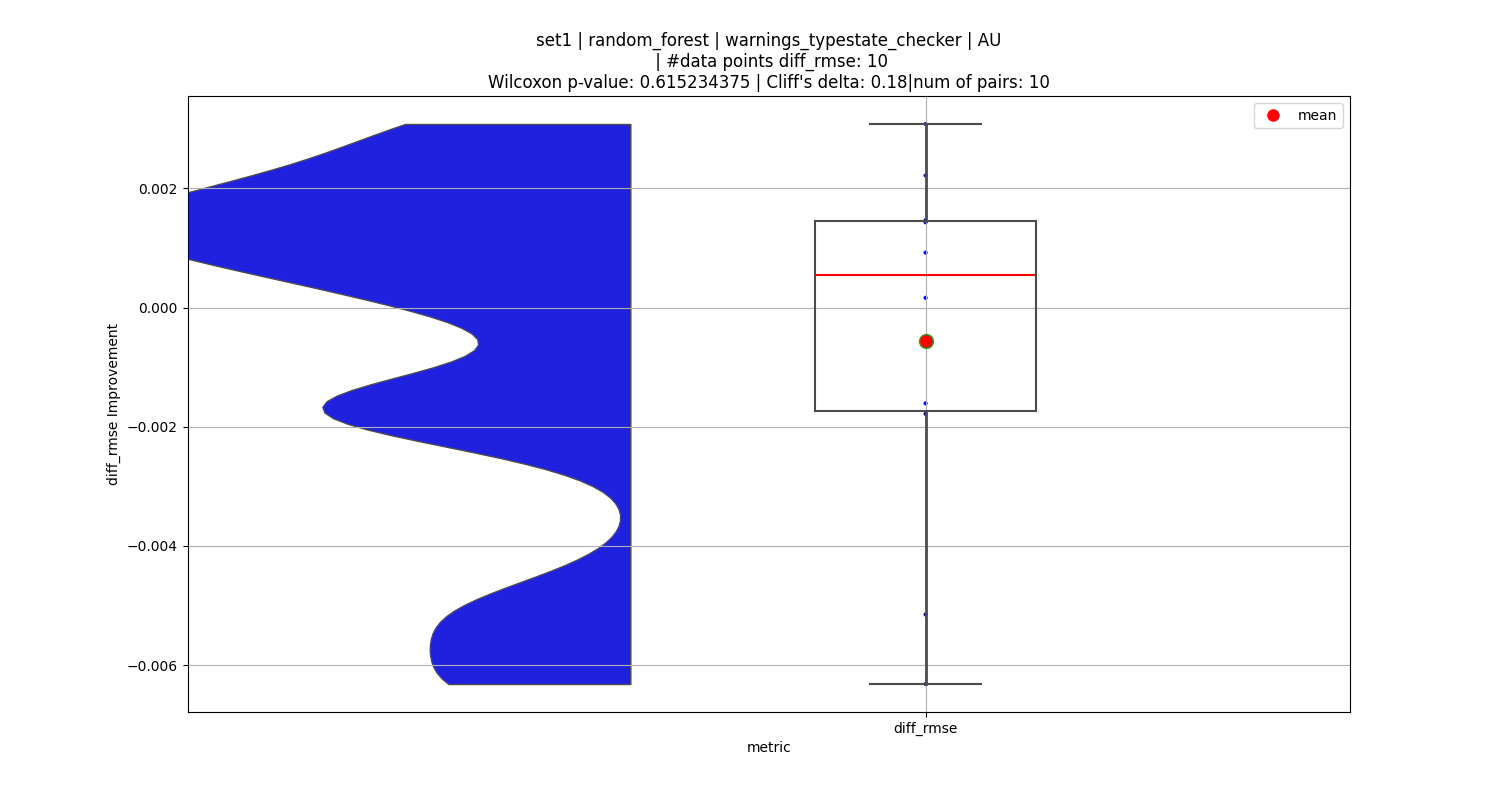 set1 | random_forest | warnings_typestate_checker | AU
| #data points diff_rmse: 10
Wilcoxon p-value: 0.615234375 | Cliff's delta: 0.18|num of pairs: 10
mean
0.002
0.000
−0.002
−0.004
−0.006
diff_rmse Improvement
diff_rmse
metric